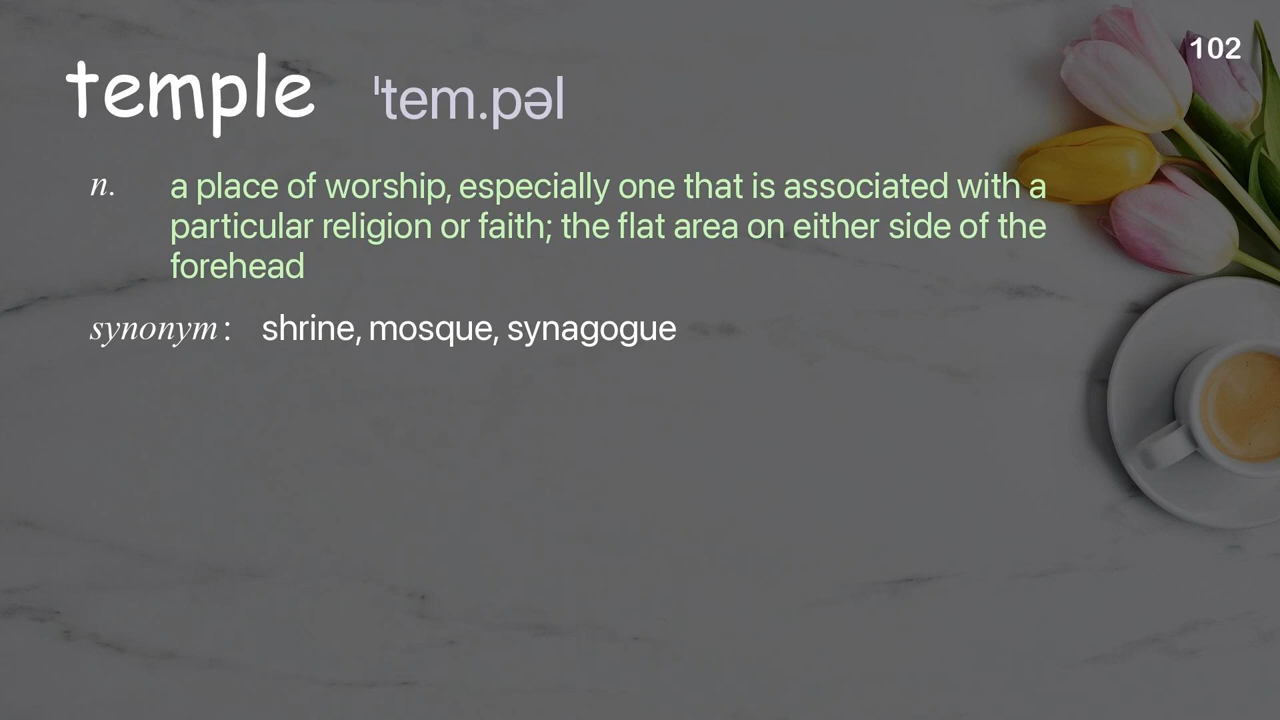 102
temple ˈtem.pəl
n. a place of worship, especially one that is associated with a
particular religion or faith; the flat area on either side of the
forehead
synonym: shrine, mosque, synagogue